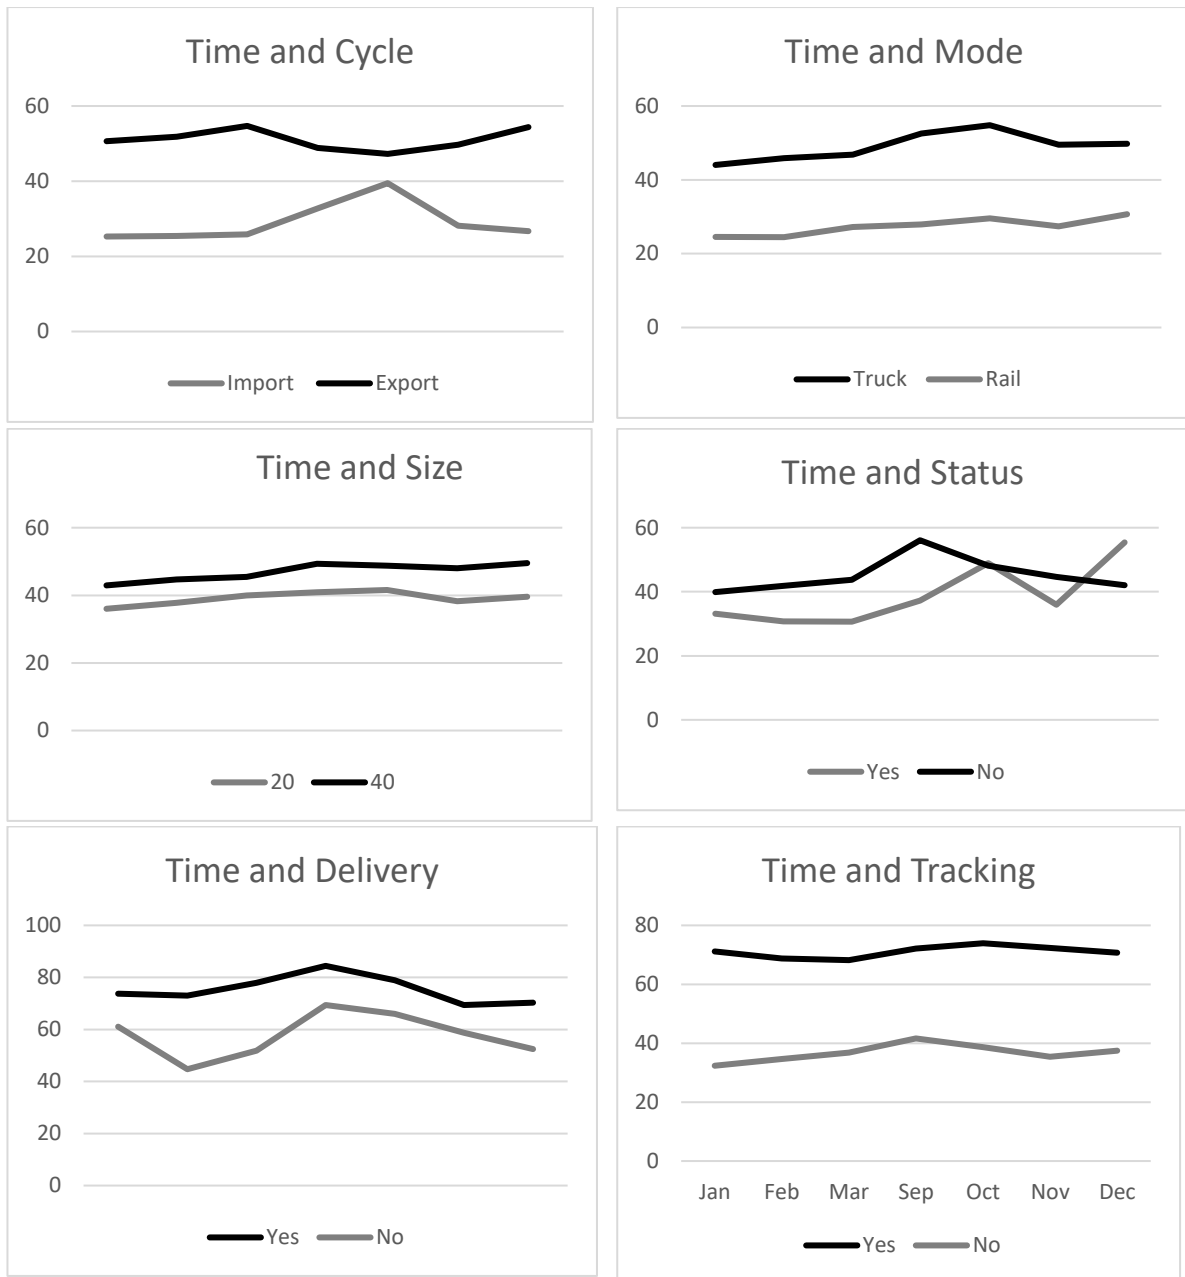 Time and Cycle
60
40
20
0
Import Export
Time and Mode
60
40
20
0
Truck Rail
Time and Size
60
40
20
0
20 40
Time and Status
60
40
20
0
Yes No
Time and Delivery
100
80
60
40
20
0
Yes No
Time and Tracking
80
60
40
20
0
Jan Feb Mar Sep Oct Nov Dec
Yes No